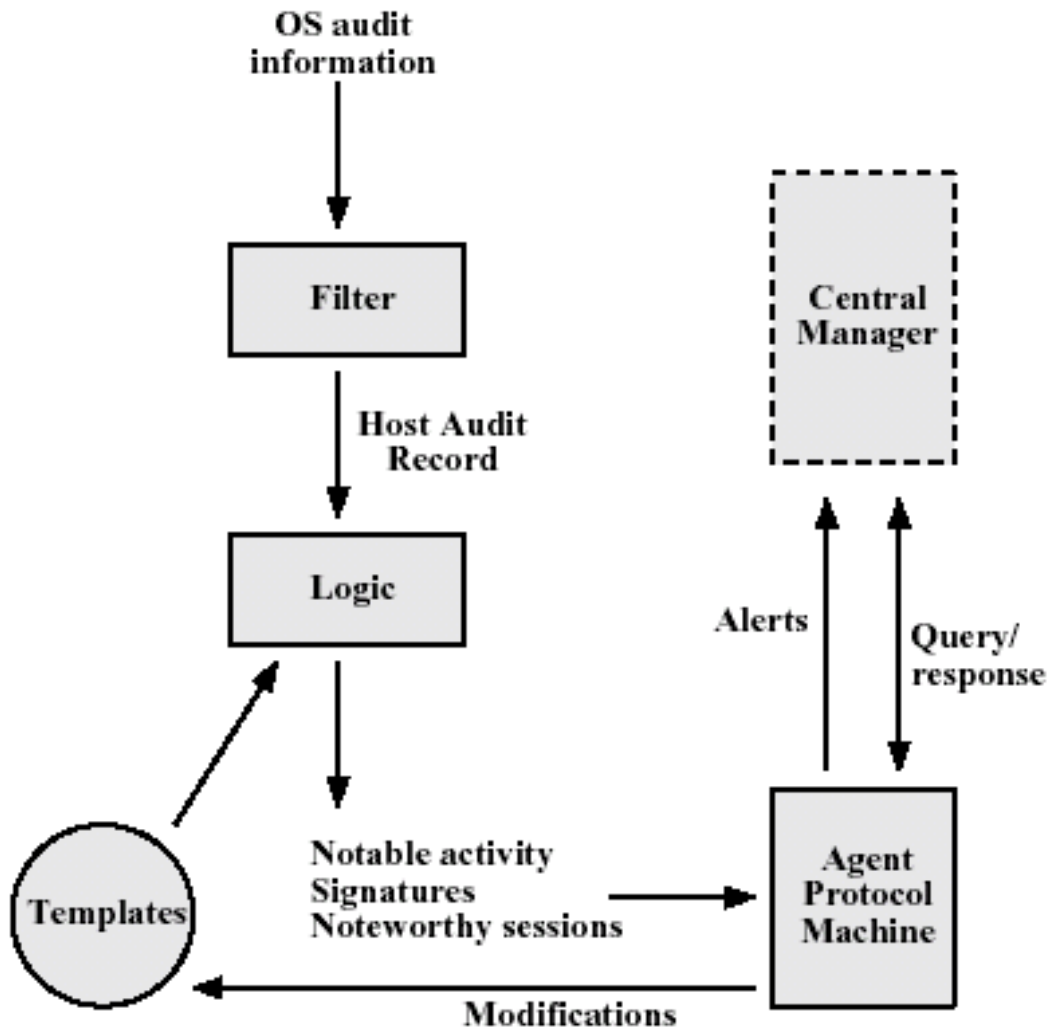 OS audit
information
Filter
Central
Manager
Host Audit
Record
Logic
Alerts
Query/
response
Notable activity
Signatures
Noteworthy sessions
Agent
Protocol
Machine
Templates
Modifications